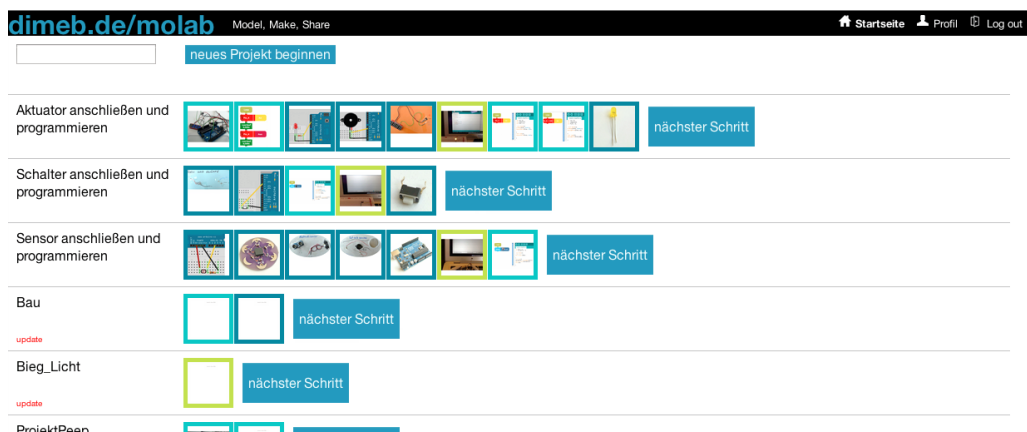 dimeb.de/molab Model, Make, Share Startseite Profil Log out
neues Projekt beginnen
Aktuator anschließen und
programmieren
nächster Schritt
Schalter anschließen und
programmieren
nächster Schritt
Sensor anschließen und
programmieren
nächster Schritt
Bau
nächster Schritt
update
Bieg_Licht
nächster Schritt
update
ProjektPeep